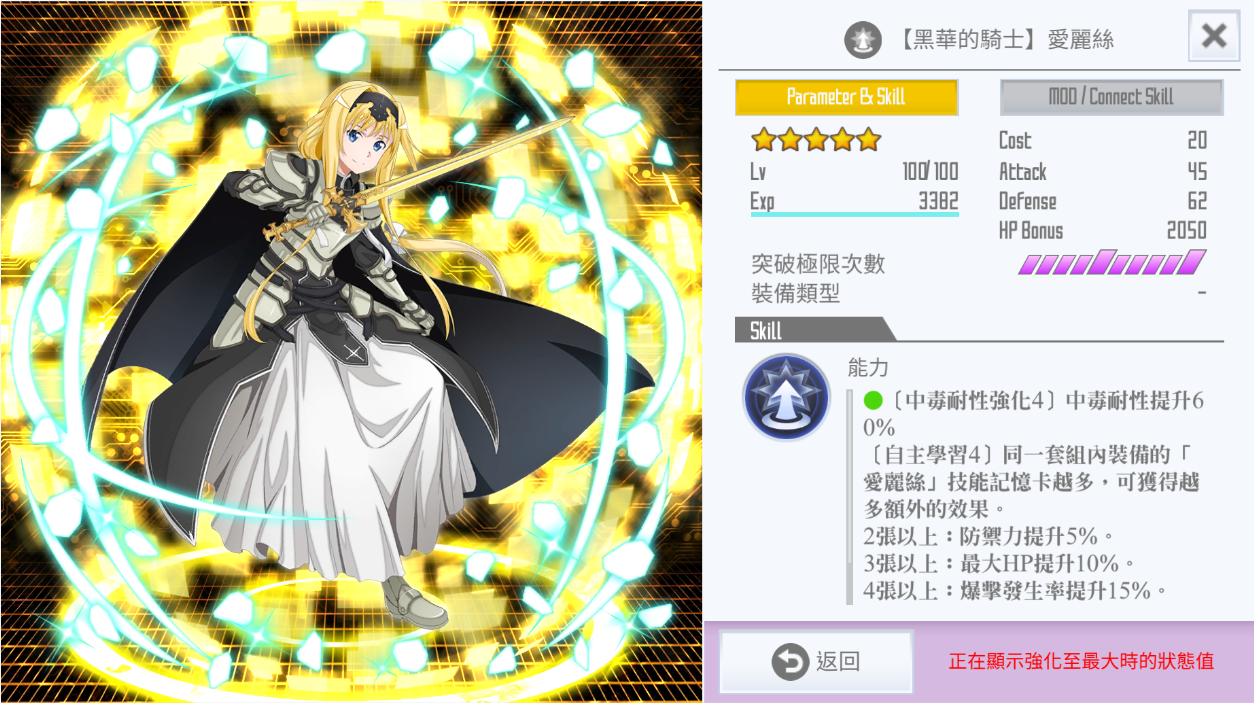 【黑華的騎士】愛麗絲
Parameter & Skill
MOD / Connect Skill
Lv 100/100
Exp 3382
Cost 20
Attack 45
Defense 62
HP Bonus 2050
突破極限次數
裝備類型 -
Skill
能力
〔中毒耐性強化4〕中毒耐性提升6
0%
〔自主學習4〕同一套組內裝備的「
愛麗絲」技能記憶卡越多，可獲得越
多額外的效果。
2張以上：防禦力提升5%。
3張以上：最大HP提升10%。
4張以上：爆擊發生率提升15%。
返回
正在顯示強化至最大時的狀態值